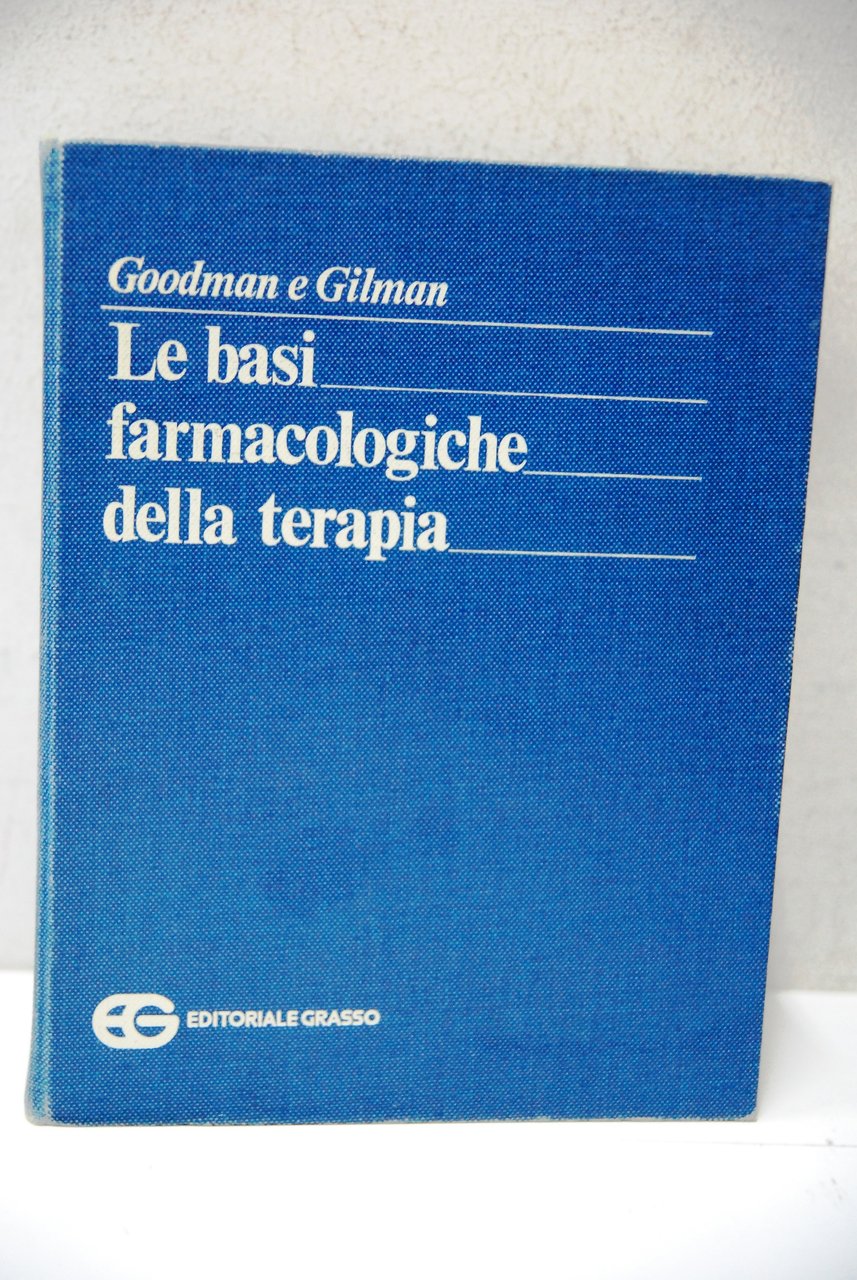 Goodman e Gilman
Le basi
farmacologiche
della terapia
EG EDITORIALE GRASSO